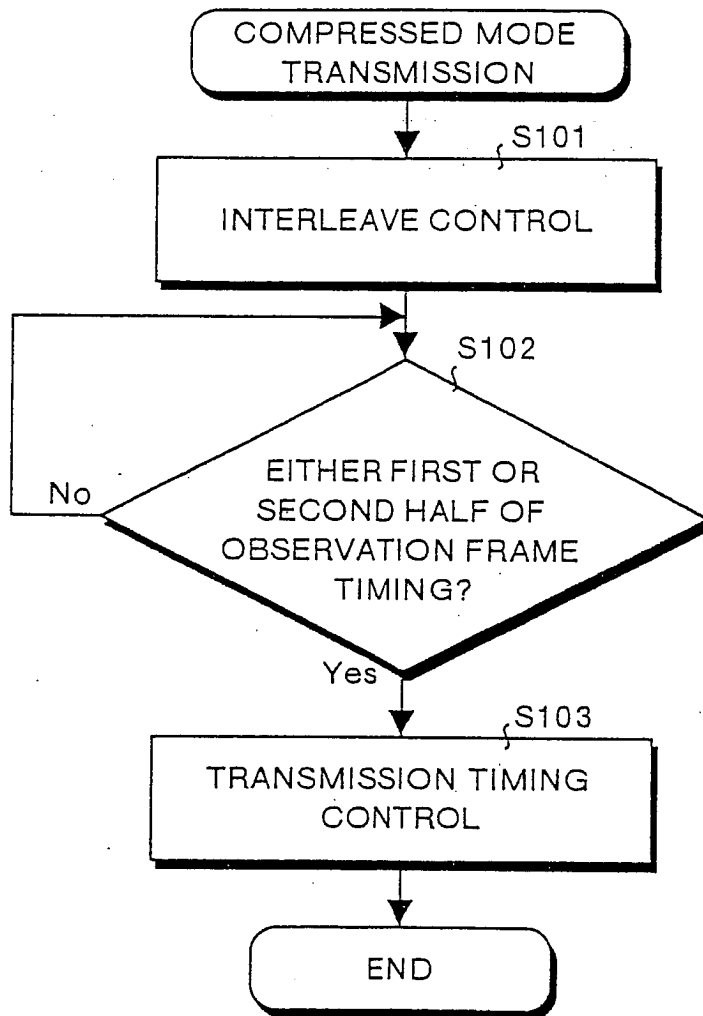 COMPRESSED MODE
TRANSMISSION
S101
INTERLEAVE CONTROL
S102
EITHER FIRST OR
SECOND HALF OF
OBSERVATION FRAME
TIMING?
No
Yes
S103
TRANSMISSION TIMING
CONTROL
END